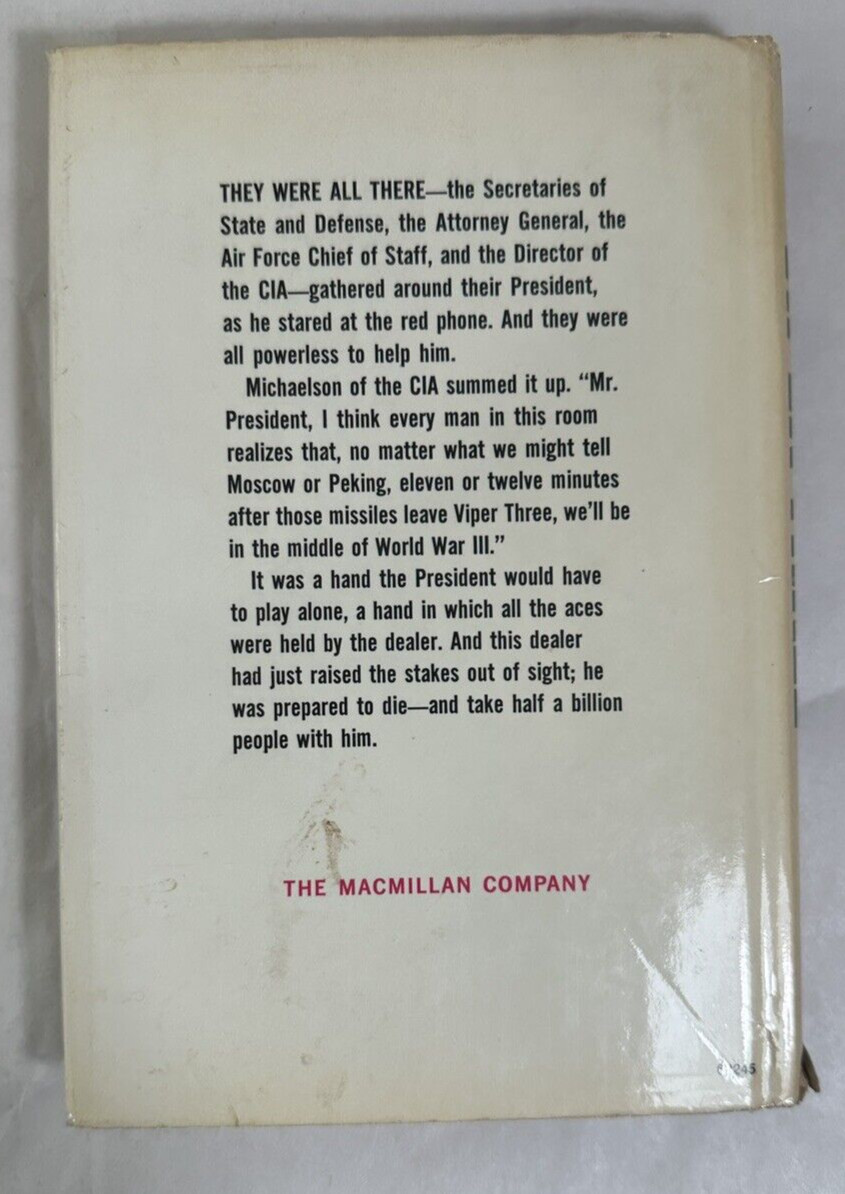 THEY WERE ALL THERE—the Secretaries of
State and Defense, the Attorney General, the
Air Force Chief of Staff, and the Director of
the CIA—gathered around their President,
as he stared at the red phone. And they were
all powerless to help him.
Michaelson of the CIA summed it up. “Mr.
President, I think every man in this room
realizes that, no matter what we might tell
Moscow or Peking, eleven or twelve minutes
after those missiles leave Viper Three, we’ll be
in the middle of World War III.”
It was a hand the President would have
to play alone, a hand in which all the aces
were held by the dealer. And this dealer
had just raised the stakes out of sight; he
was prepared to die—and take half a billion
people with him.
THE MACMILLAN COMPANY